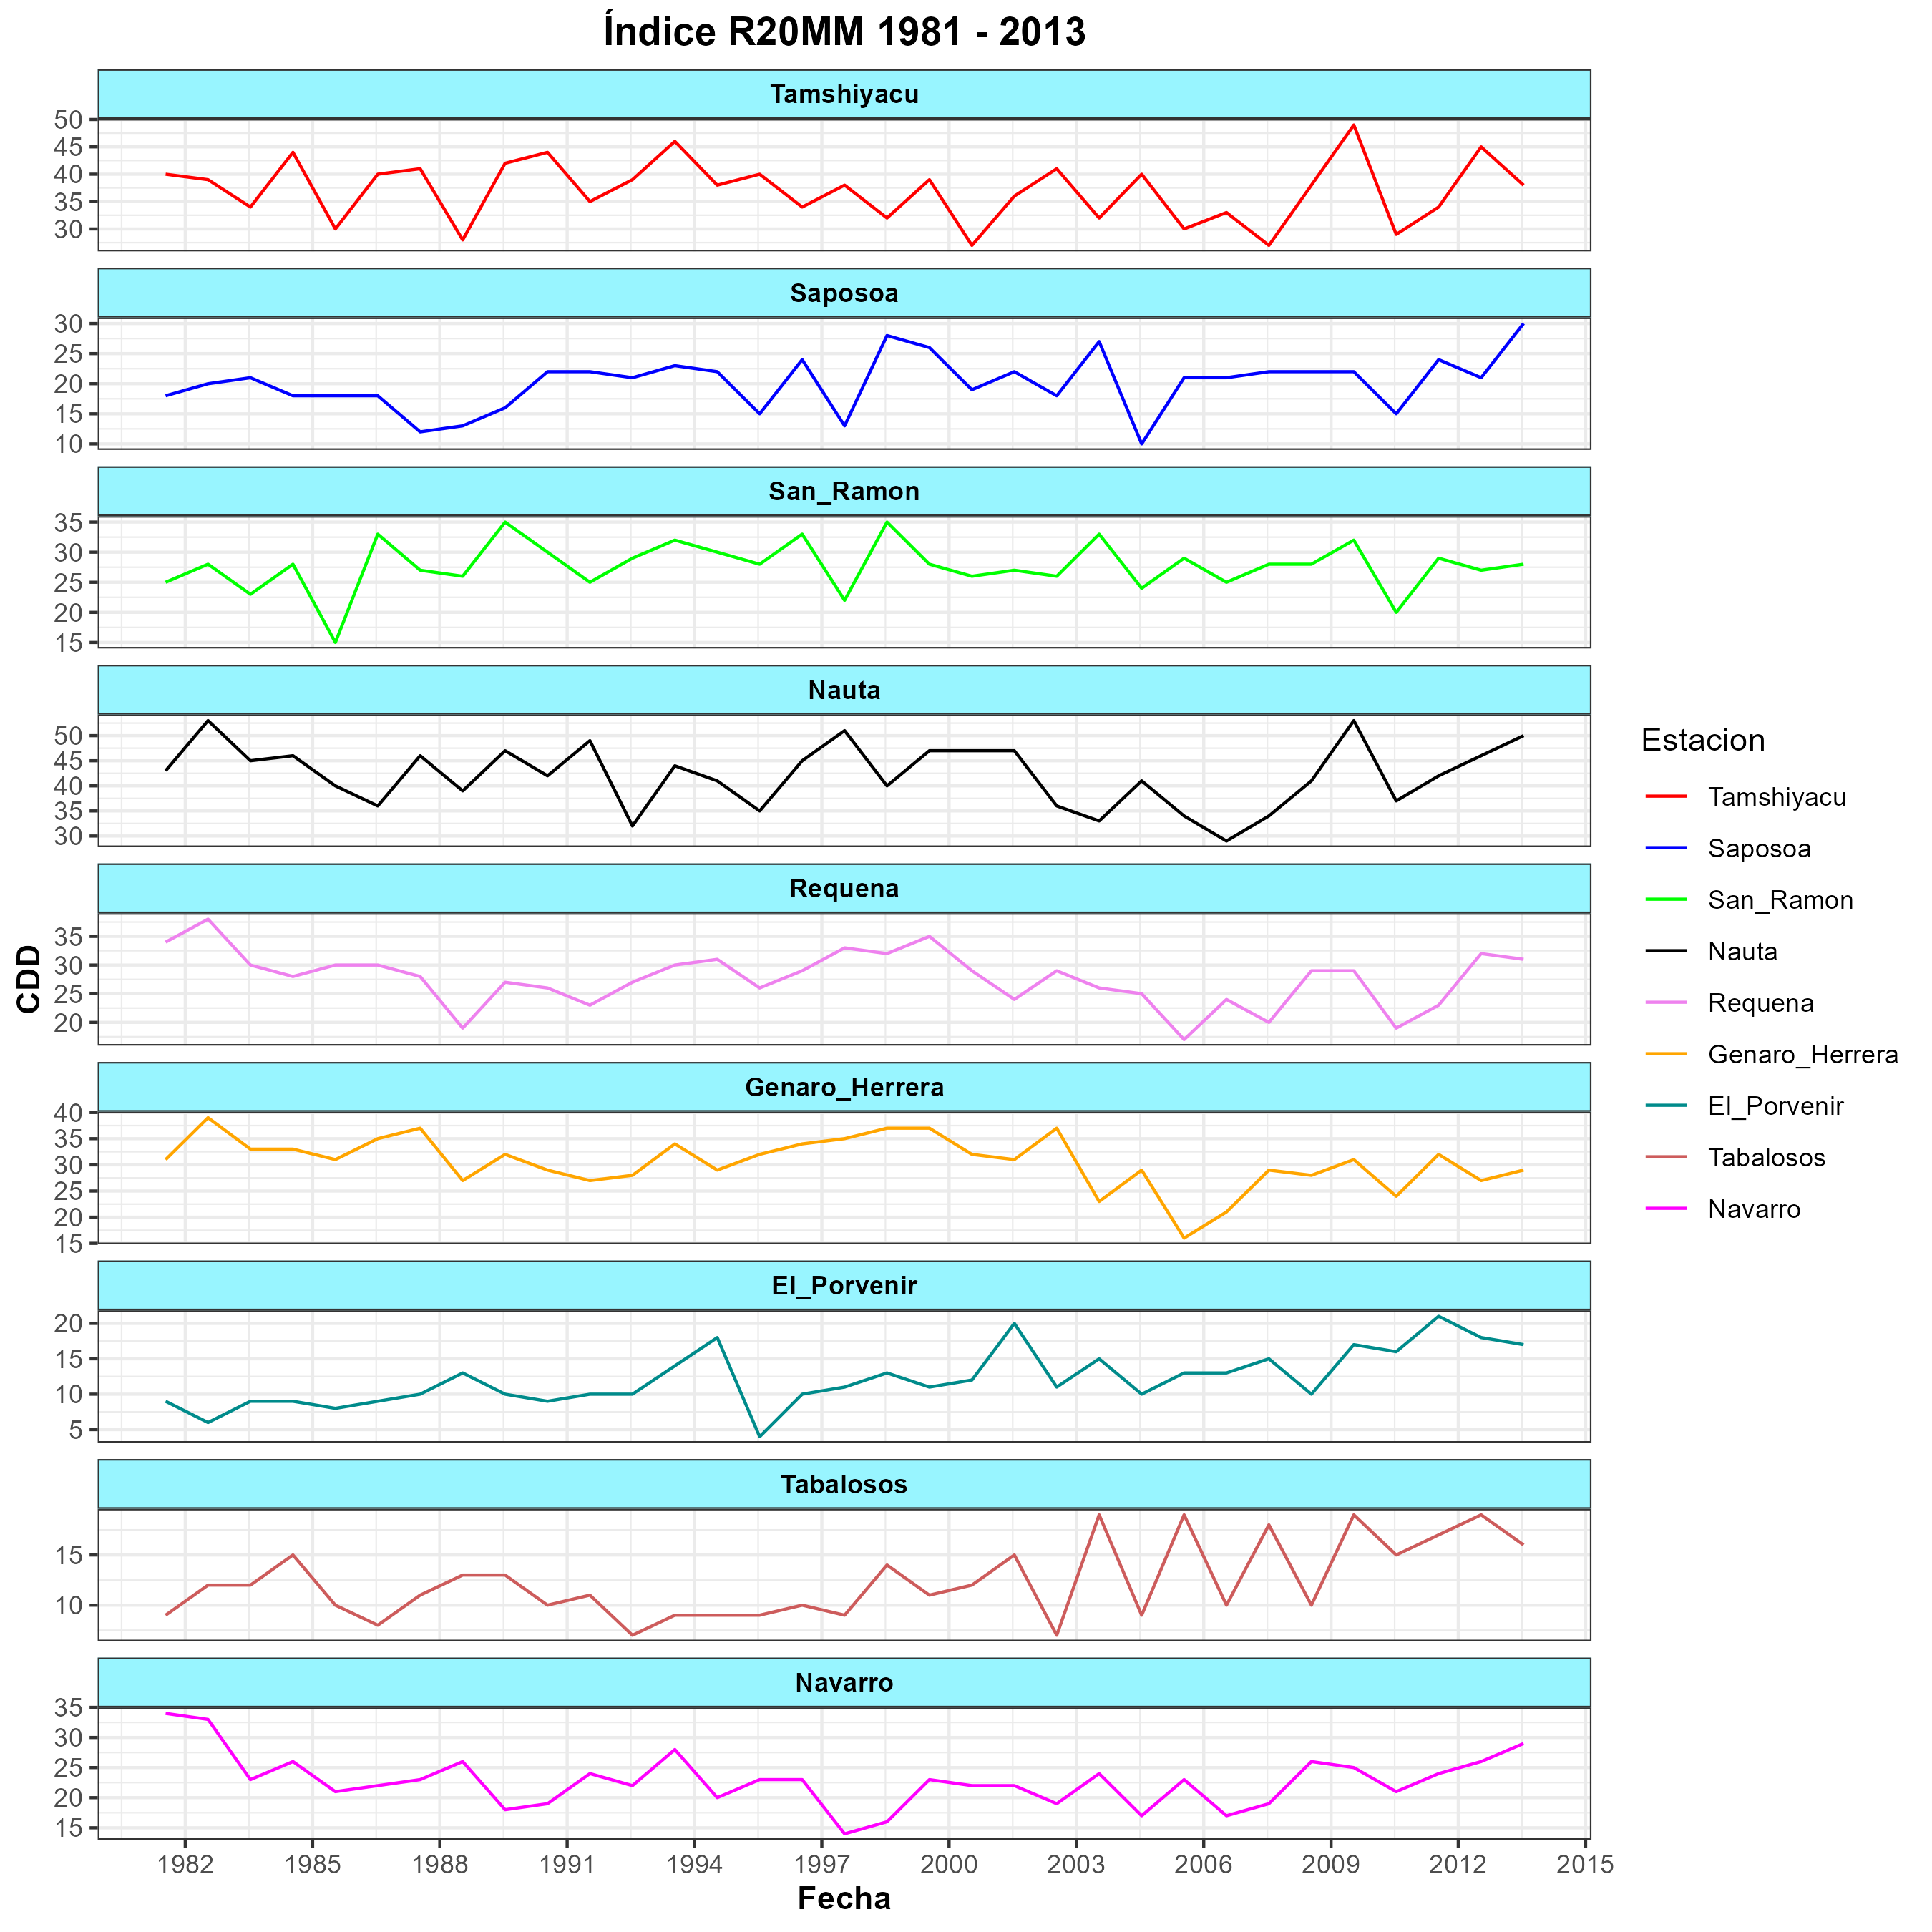 Índice R20MM 1981 - 2013
Tamshiyacu
50
45
40
35
30
Saposoa
30
25
20
15
10
San_Ramon
35
30
25
20
15
Nauta
50
45
40
35
30
Requena
35
30
25
20
Genaro_Herrera
40
35
30
25
20
15
El_Porvenir
20
15
10
5
Tabalosos
15
10
Navarro
35
30
25
20
15
1982 1985 1988 1991 1994 1997 2000 2003 2006 2009 2012 2015
Fecha
CDD
Estacion
Tamshiyacu
Saposoa
San_Ramon
Nauta
Requena
Genaro_Herrera
El_Porvenir
Tabalosos
Navarro